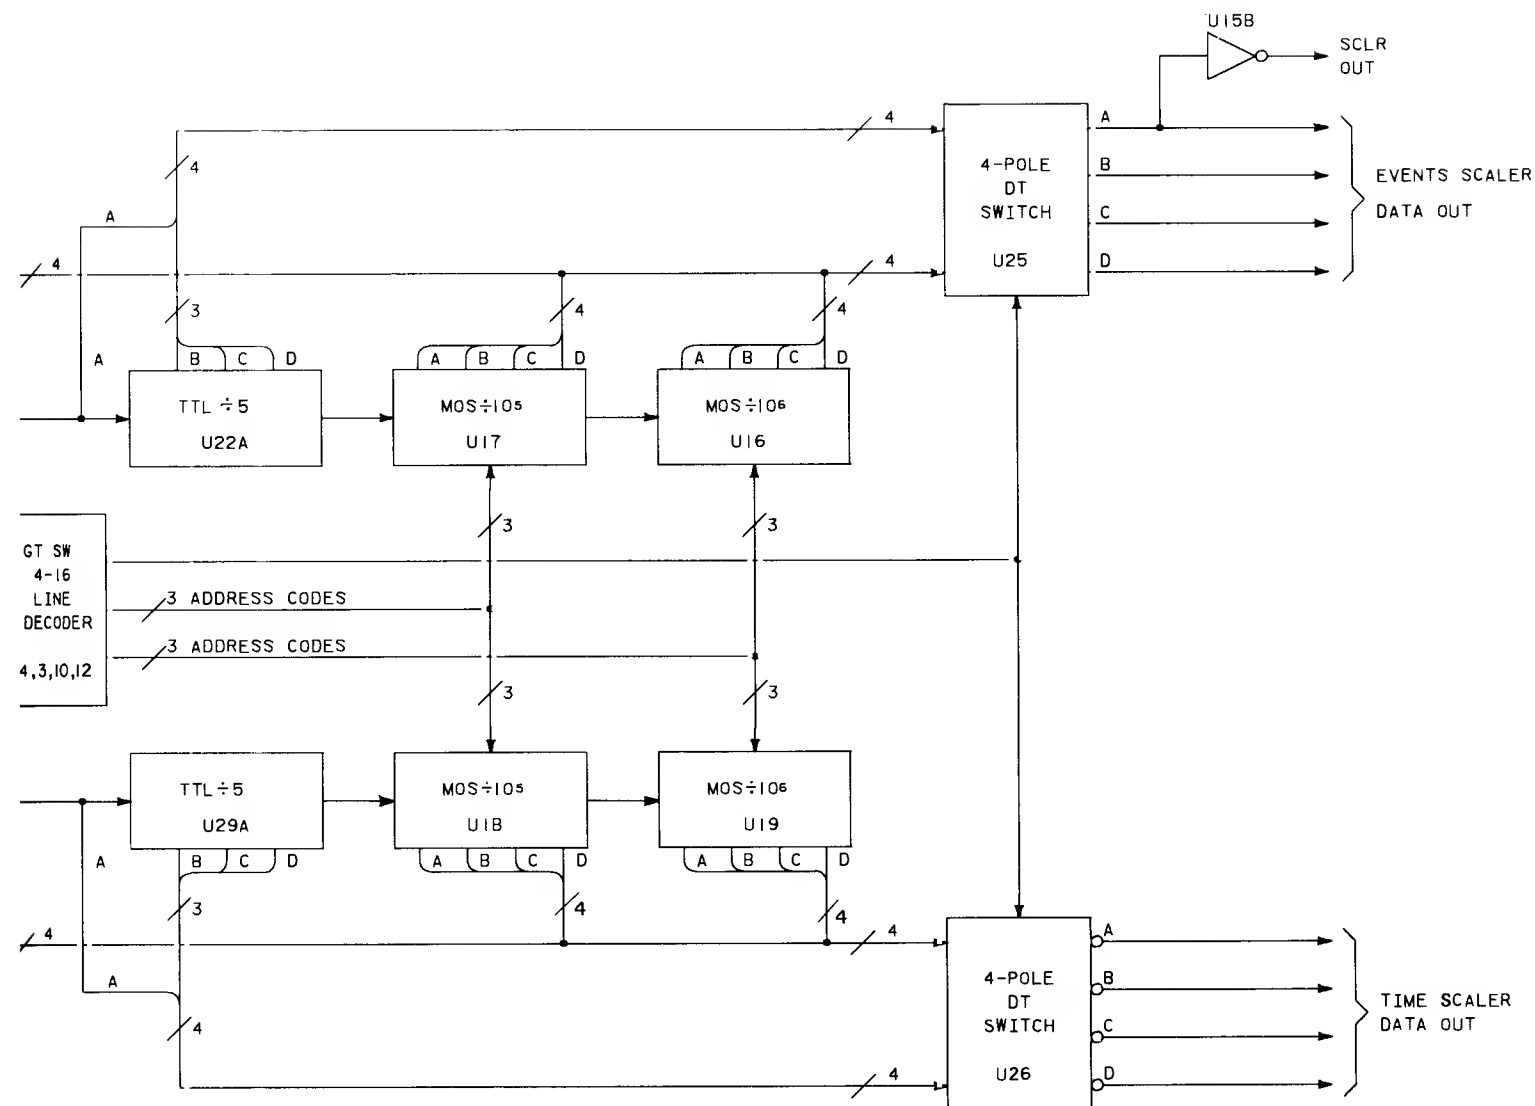 U15B
SCLR
OUT
4
A
4
4-POLE
DT
SWITCH
U25
B
C
D
EVENTS SCALER
DATA OUT
A
4
4
3
4
4
A
B
C
D
A
B
C
D
A
B
C
D
TTL ÷5
U22A
MOS÷10⁵
U17
MOS÷10⁶
U16
3
3
GT SW
4-16
LINE
DECODER
4,3,10,12
3 ADDRESS CODES
3 ADDRESS CODES
3
3
TTL÷5
U29A
MOS÷10⁵
U18
MOS÷10⁶
U19
A
B
C
D
A
B
C
D
A
B
C
D
3
4
4
4
4
A
4
4
4-POLE
DT
SWITCH
U26
A
B
C
D
TIME SCALER
DATA OUT